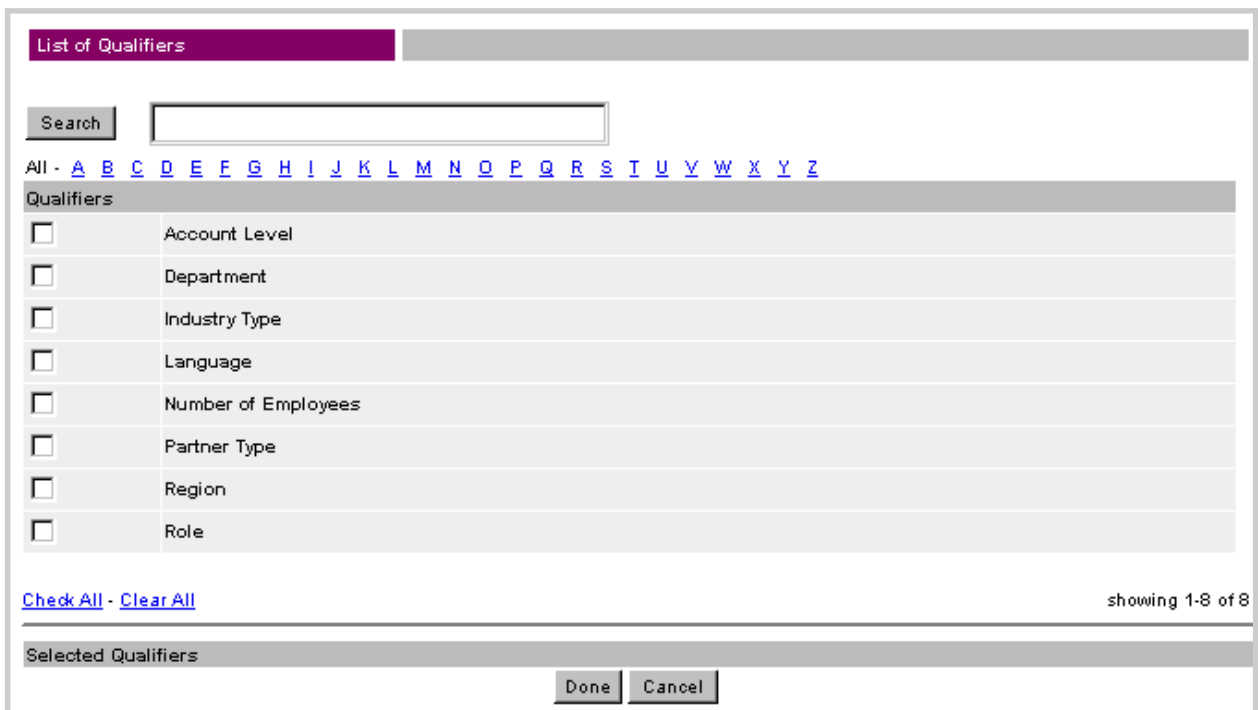 List of Qualifiers
Search
All - A B C D E F G H I J K L M N O P Q R S T U V W X Y Z
Qualifiers
Account Level
Department
Industry Type
Language
Number of Employees
Partner Type
Region
Role
Check All - Clear All showing 1-8 of 8
Selected Qualifiers
Done Cancel